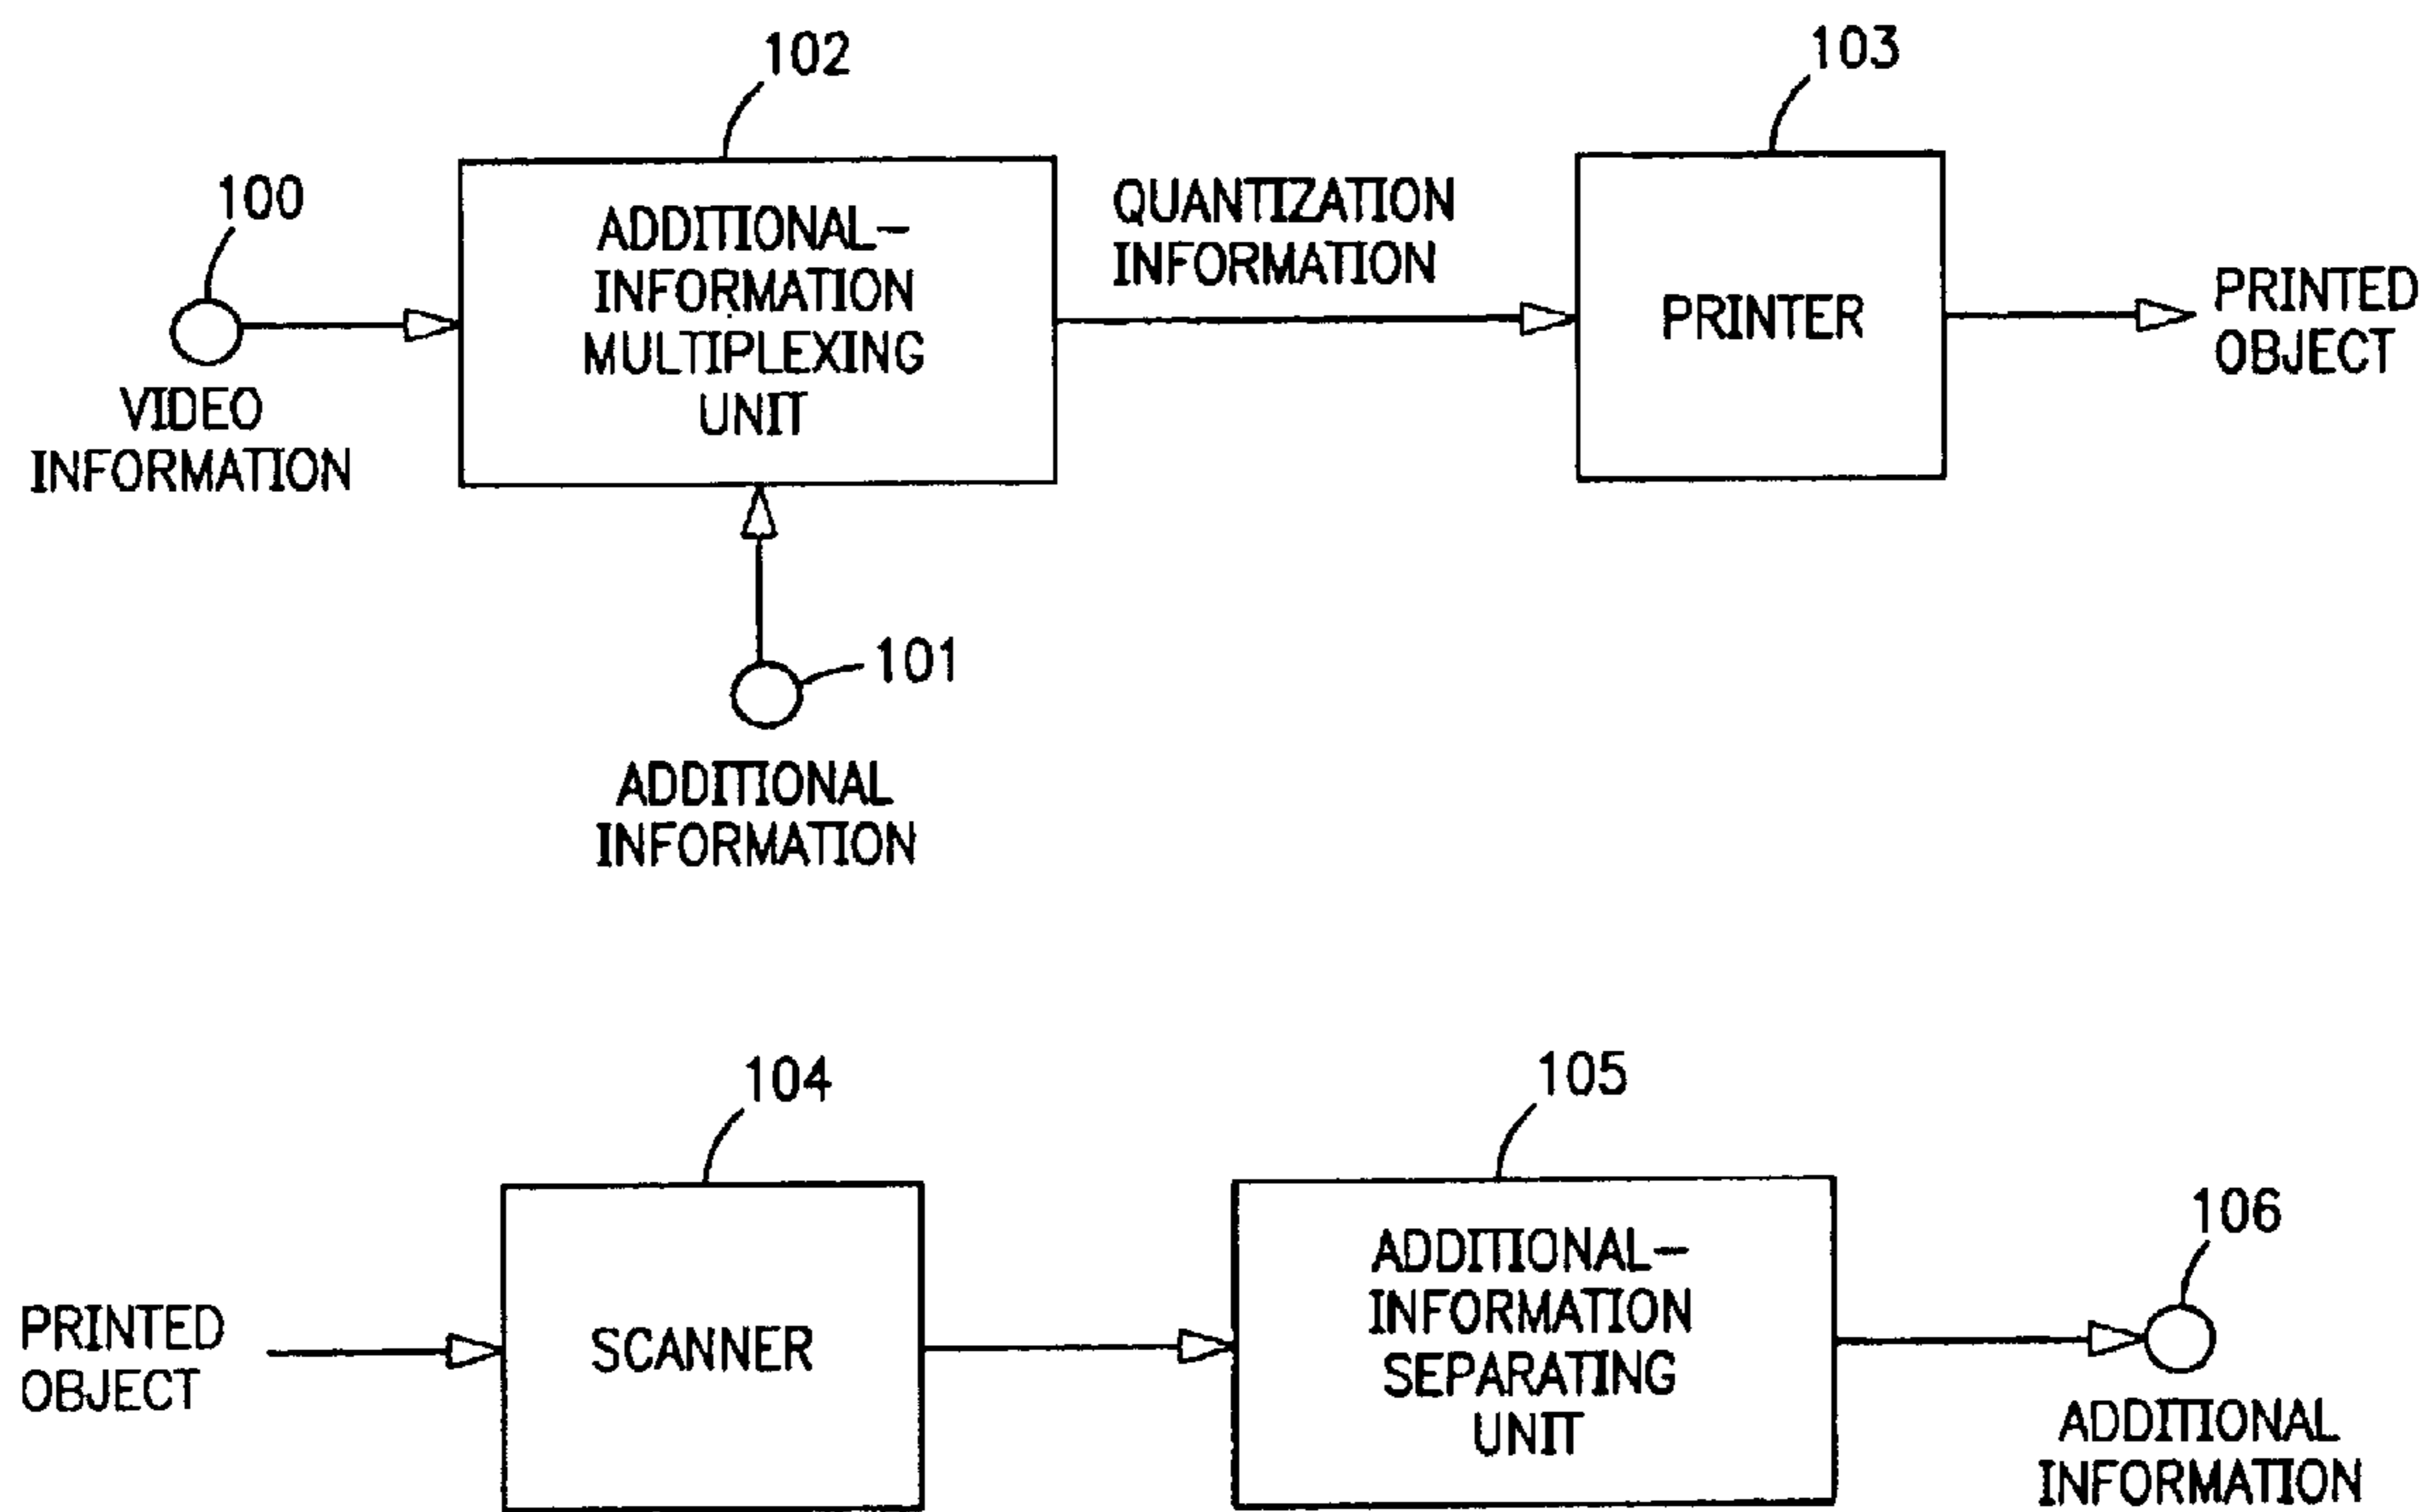 102
103
100
ADDITIONAL-
INFORMATION
MULTIPLEXING
UNIT
QUANTIZATION
INFORMATION
PRINTER
PRINTED
OBJECT
VIDEO
INFORMATION
101
ADDITIONAL
INFORMATION
104
105
106
PRINTED
OBJECT
SCANNER
ADDITIONAL-
INFORMATION
SEPARATING
UNIT
ADDITIONAL
INFORMATION